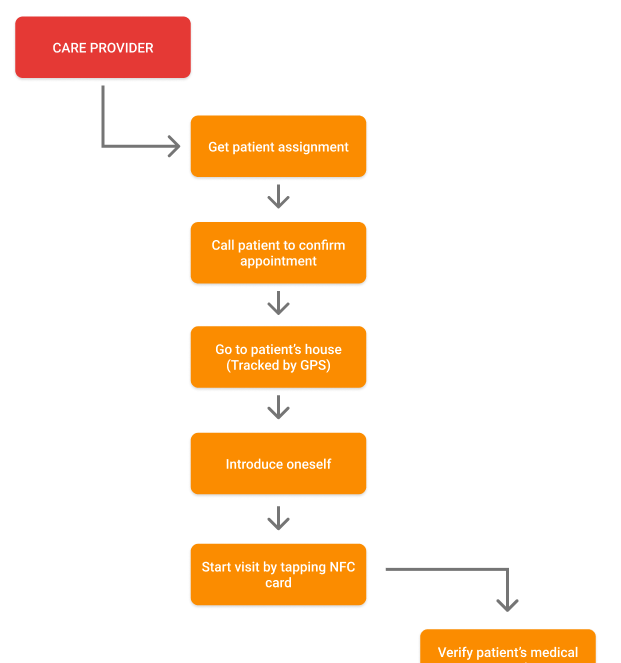 CARE PROVIDER
Get patient assignment
Call patient to confirm
appointment
Go to patient's house
(Tracked by GPS)
Introduce oneself
Start visit by tapping NFC
card
Verify patient's medical